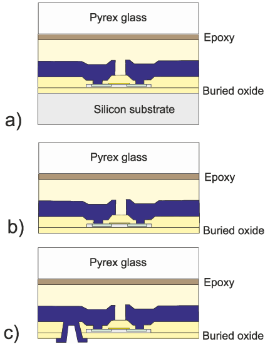 Pyrex glass
Epoxy
Buried oxide
Silicon substrate
a)
Pyrex glass
Epoxy
b)
Buried oxide
Pyrex glass
Epoxy
c)
Buried oxide